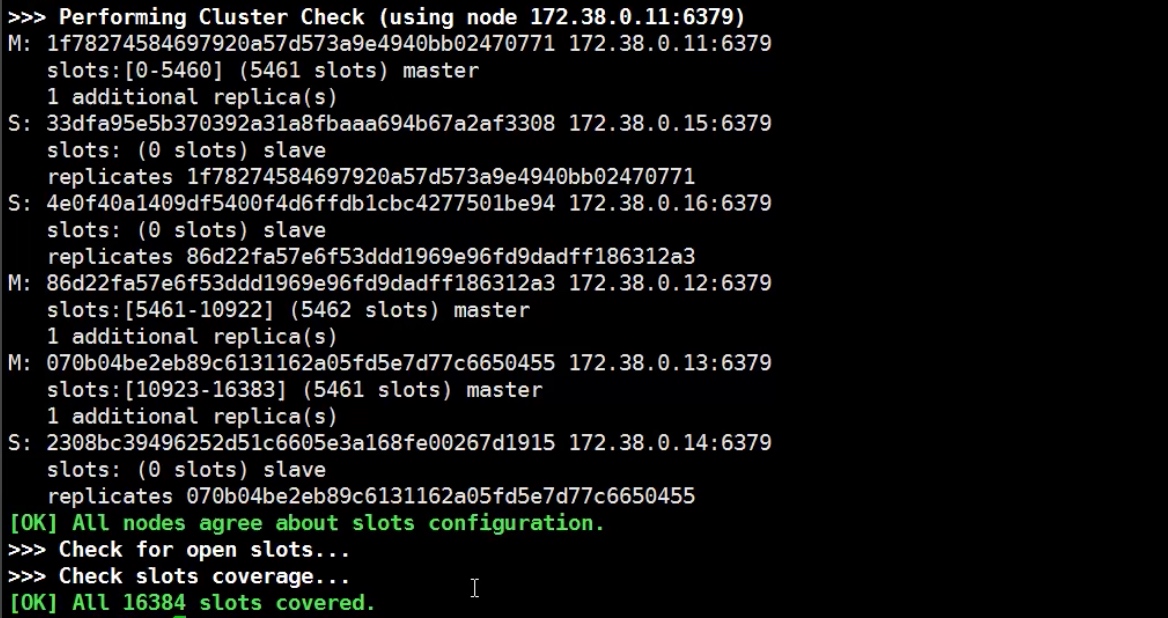 >>> Performing Cluster Check (using node 172.38.0.11:6379)
M: 1f78274584697920a57d573a9e4940bb02470771 172.38.0.11:6379
   slots:[0-5460] (5461 slots) master
   1 additional replica(s)
S: 33dfa95e5b370392a31a8fbaaa694b67a2af3308 172.38.0.15:6379
   slots: (0 slots) slave
   replicates 1f78274584697920a57d573a9e4940bb02470771
S: 4e0f40a1409df5400f4d6ffdb1cbc4277501be94 172.38.0.16:6379
   slots: (0 slots) slave
   replicates 86d22fa57e6f53ddd1969e96fd9dadff186312a3
M: 86d22fa57e6f53ddd1969e96fd9dadff186312a3 172.38.0.12:6379
   slots:[5461-10922] (5462 slots) master
   1 additional replica(s)
M: 070b04be2eb89c6131162a05fd5e7d77c6650455 172.38.0.13:6379
   slots:[10923-16383] (5461 slots) master
   1 additional replica(s)
S: 2308bc39496252d51c6605e3a168fe00267d1915 172.38.0.14:6379
   slots: (0 slots) slave
   replicates 070b04be2eb89c6131162a05fd5e7d77c6650455
[OK] All nodes agree about slots configuration.
>>> Check for open slots...
>>> Check slots coverage...
[OK] All 16384 slots covered.